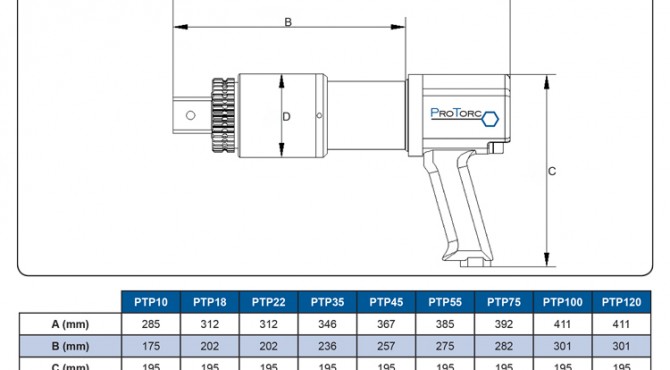 B
D
PROTORC
C
PTP10 PTP18 PTP22 PTP35 PTP45 PTP55 PTP75 PTP100 PTP120
A (mm) 285 312 312 346 367 385 392 411 411
B (mm) 175 202 202 236 257 275 282 301 301
C (mm) 195 195 195 195 195 195 195 195 195